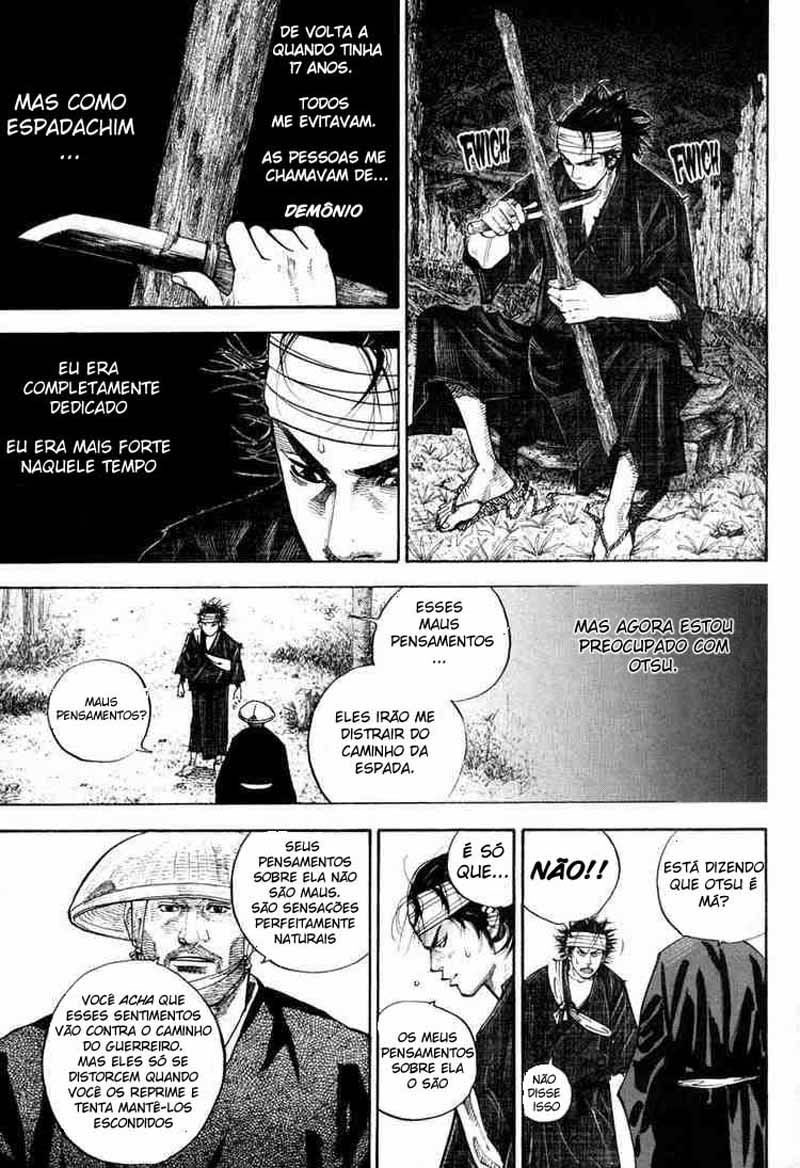 FWICH
FWICH
DE VOLTA A
QUANDO TINHA
17 ANOS.
TODOS
ME EVITAVAM.
AS PESSOAS ME
CHAMAVAM DE...
DEMÔNIO
MAS COMO
ESPADACHIM
...
EU ERA
COMPLETAMENTE
DEDICADO
EU ERA MAIS FORTE
NAQUELE TEMPO
MAS AGORA ESTOU
PREOCUPADO COM
OTSU.
ESSES
MAUS
PENSAMENTOS
...
ELES IRÃO ME
DISTRAIR DO
CAMINHO DA
ESPADA.
MAUS
PENSAMENTOS?
ESTÁ DIZENDO
QUE OTSU É
MÁ?
NÃO!!
NÃO
DISSE
ISSO
É SÓ
QUE...
OS MEUS
PENSAMENTOS
SOBRE ELA
O SÃO
SEUS
PENSAMENTOS
SOBRE ELA NÃO
SÃO MAUS.
SÃO SENSAÇÕES
PERFEITAMENTE
NATURAIS
VOCÊ ACHA QUE
ESSES SENTIMENTOS
VÃO CONTRA O CAMINHO
DO GUERREIRO.
MAS ELES SÓ SE
DISTORCEM QUANDO
VOCÊ OS REPRIME E
TENTA MANTÊ-LOS
ESCONDIDOS